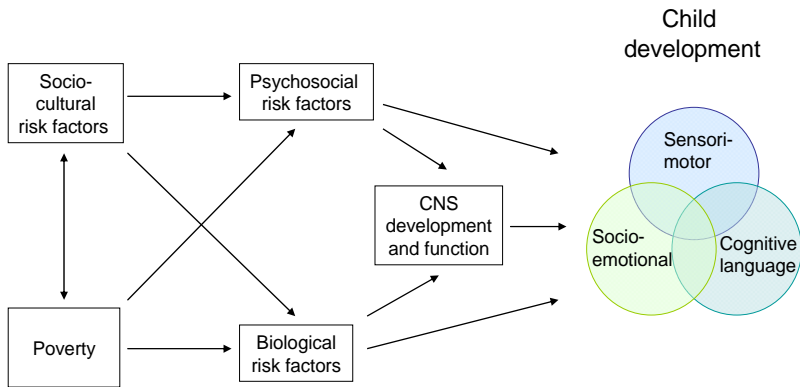 Child
development
Socio-
cultural
risk factors
Psychosocial
risk factors
Sensori-
motor
CNS
development
and function
Socio-
emotional
Cognitive
language
Poverty
Biological
risk factors